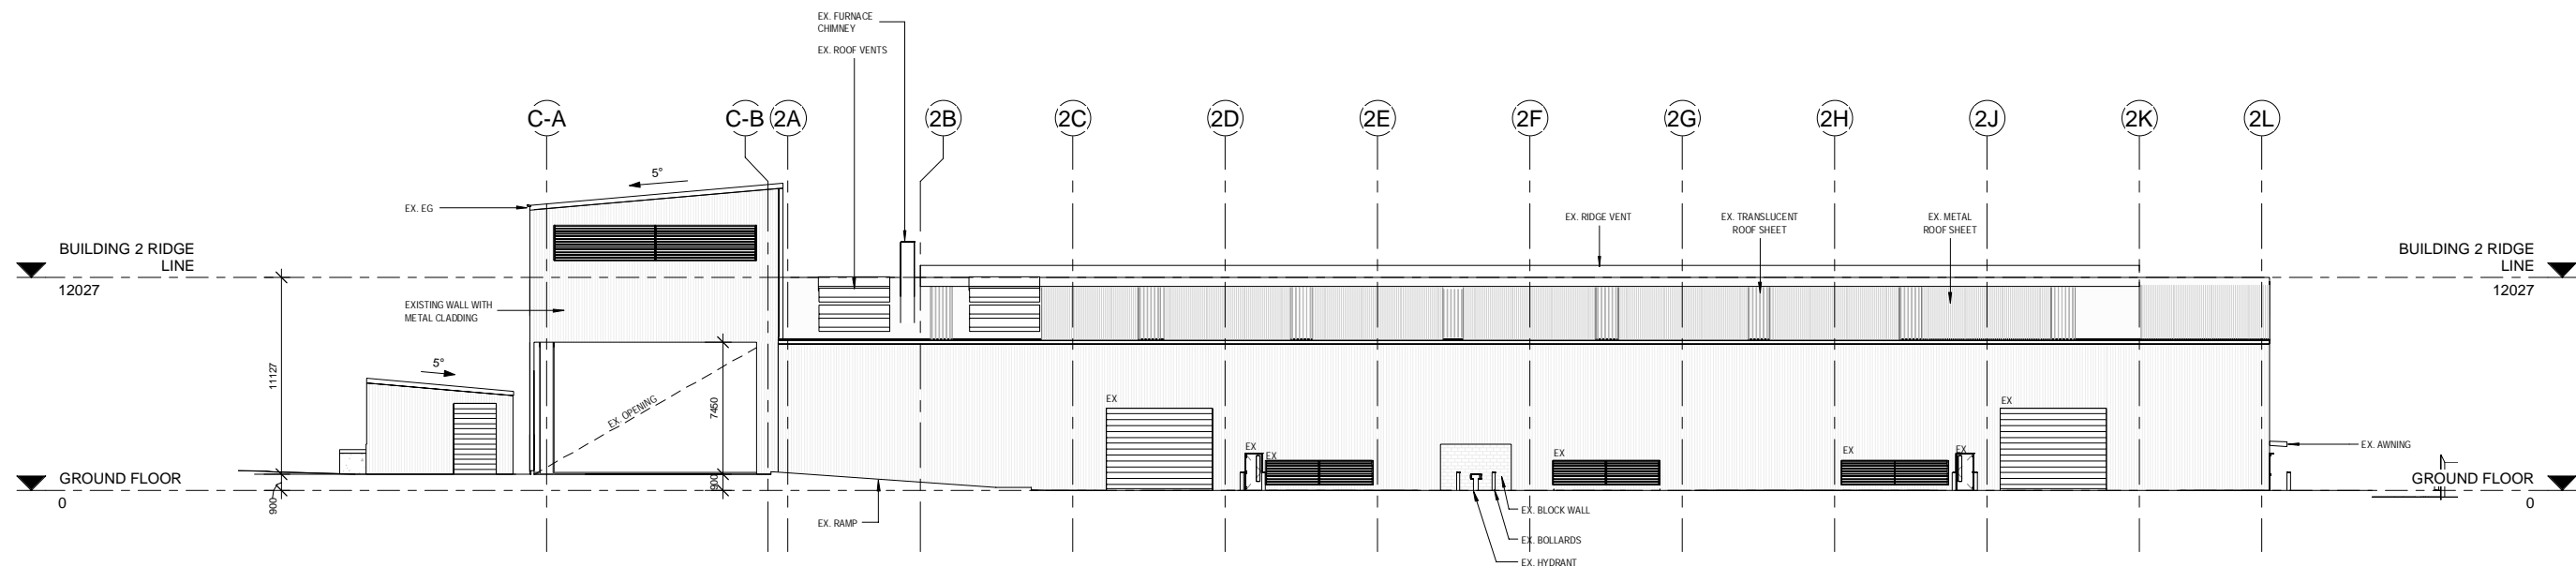 EX. FURNACE
CHIMNEY
EX. ROOF VENTS
C-A
C-B
2A
2B
2C
2D
2E
2F
2G
2H
2J
2K
2L
5°
EX. EG
EX. RIDGE VENT
EX. TRANSLUCENT
ROOF SHEET
EX. METAL
ROOF SHEET
BUILDING 2 RIDGE
LINE
12027
BUILDING 2 RIDGE
LINE
12027
EXISTING WALL WITH
METAL CLADDING
11127
5°
EX. OPENING
7450
EX
EX
EX
EX
EX
EX
EX
EX. AWNING
GROUND FLOOR
0
900
900
GROUND FLOOR
0
EX. RAMP
EX. BLOCK WALL
EX. BOLLARDS
EX. HYDRANT